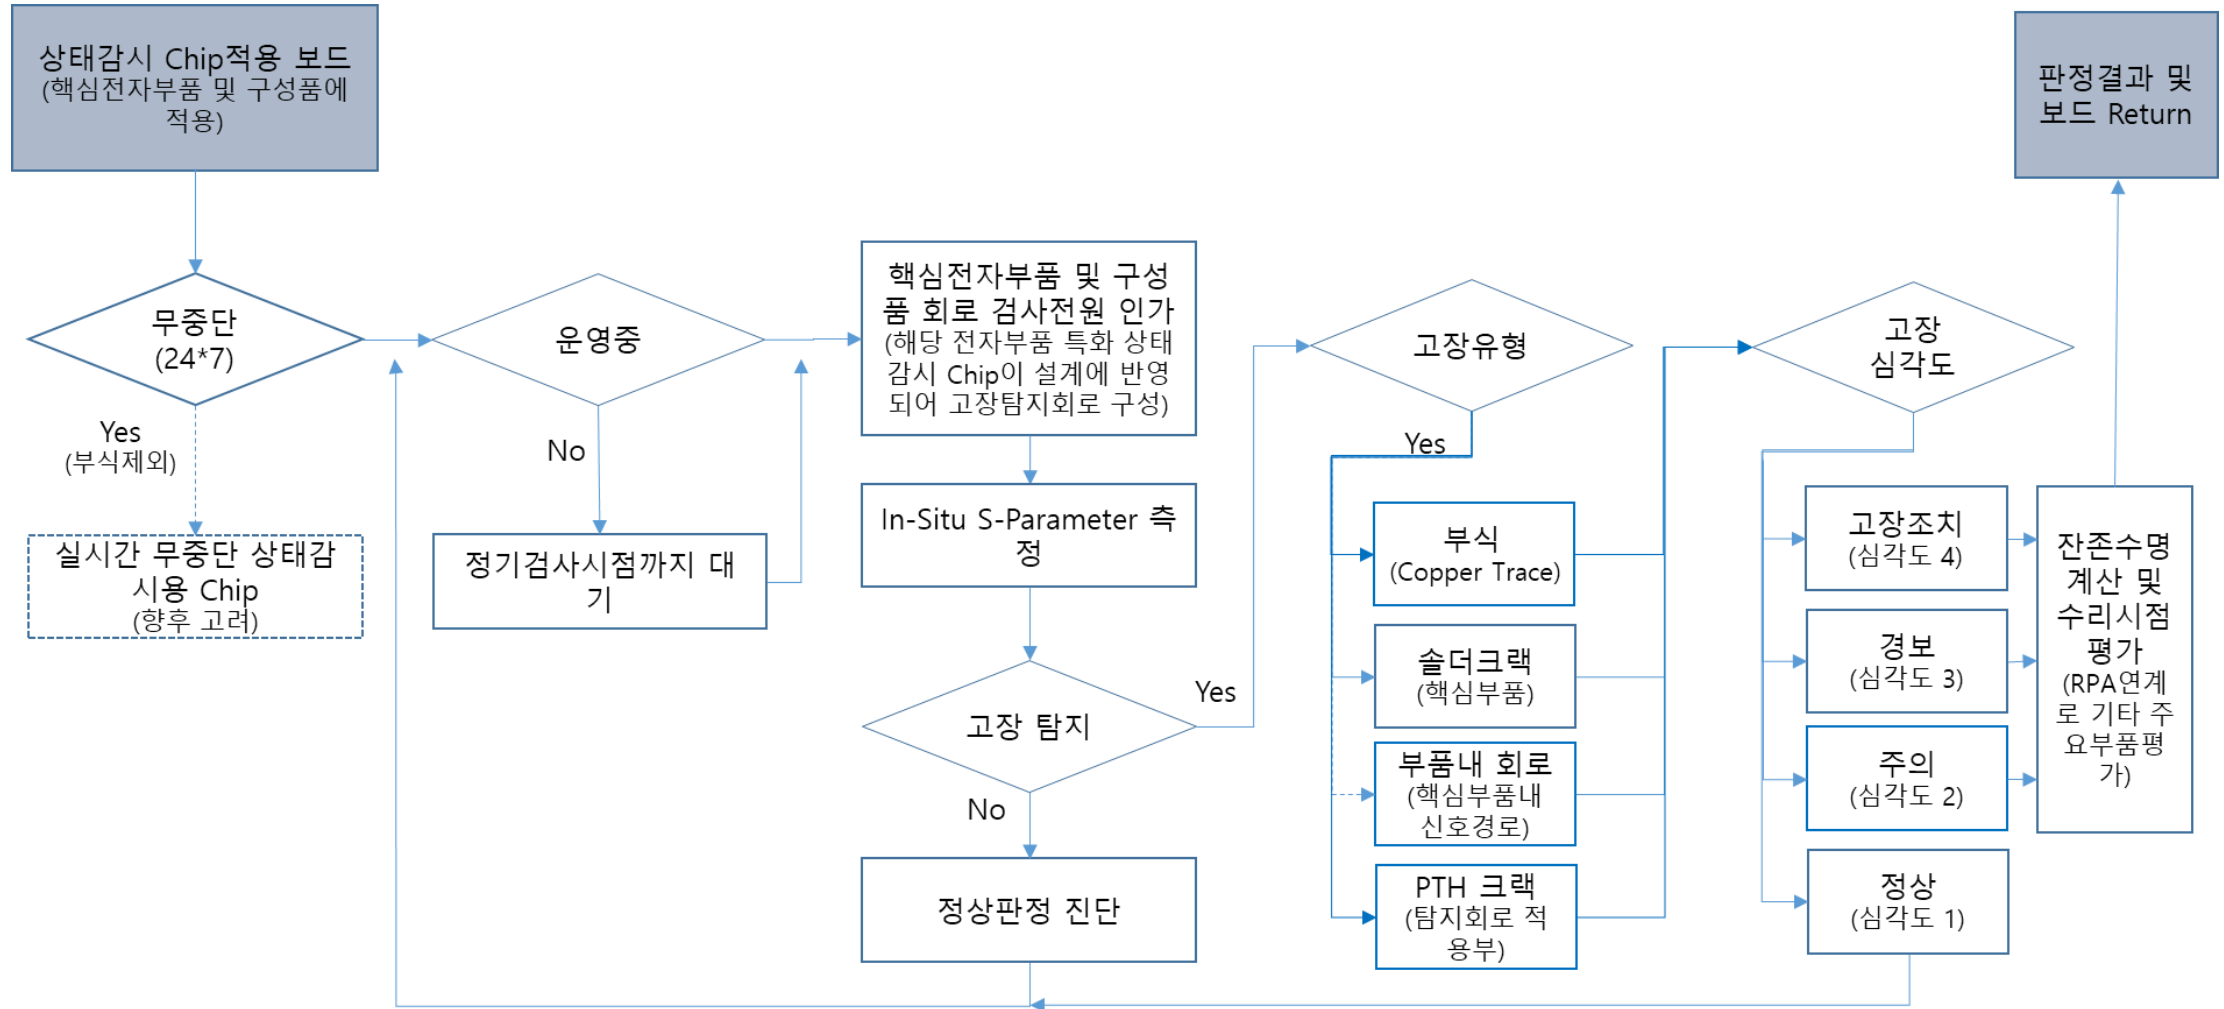 상태감시 Chip적용 보드
(핵심전자부품 및 구성품에
적용)
무중단
(24*7)
Yes
(부식제외)
실시간 무중단 상태감
시용 Chip
(향후 고려)
운영중
No
정기검사시점까지 대
기
핵심전자부품 및 구성
품 회로 검사전원 인가
(해당 전자부품 특화 상태
감시 Chip이 설계에 반영
되어 고장탐지회로 구성)
In-Situ S-Parameter 측
정
고장 탐지
Yes
No
정상판정 진단
고장유형
Yes
부식
(Copper Trace)
솔더크랙
(핵심부품)
부품내 회로
(핵심부품내
신호경로)
PTH 크랙
(탐지회로 적
용부)
고장
심각도
고장조치
(심각도 4)
경보
(심각도 3)
주의
(심각도 2)
정상
(심각도 1)
잔존수명
계산 및
수리시점
평가
(RPA연계
로 기타 주
요부품평
가)
판정결과 및
보드 Return